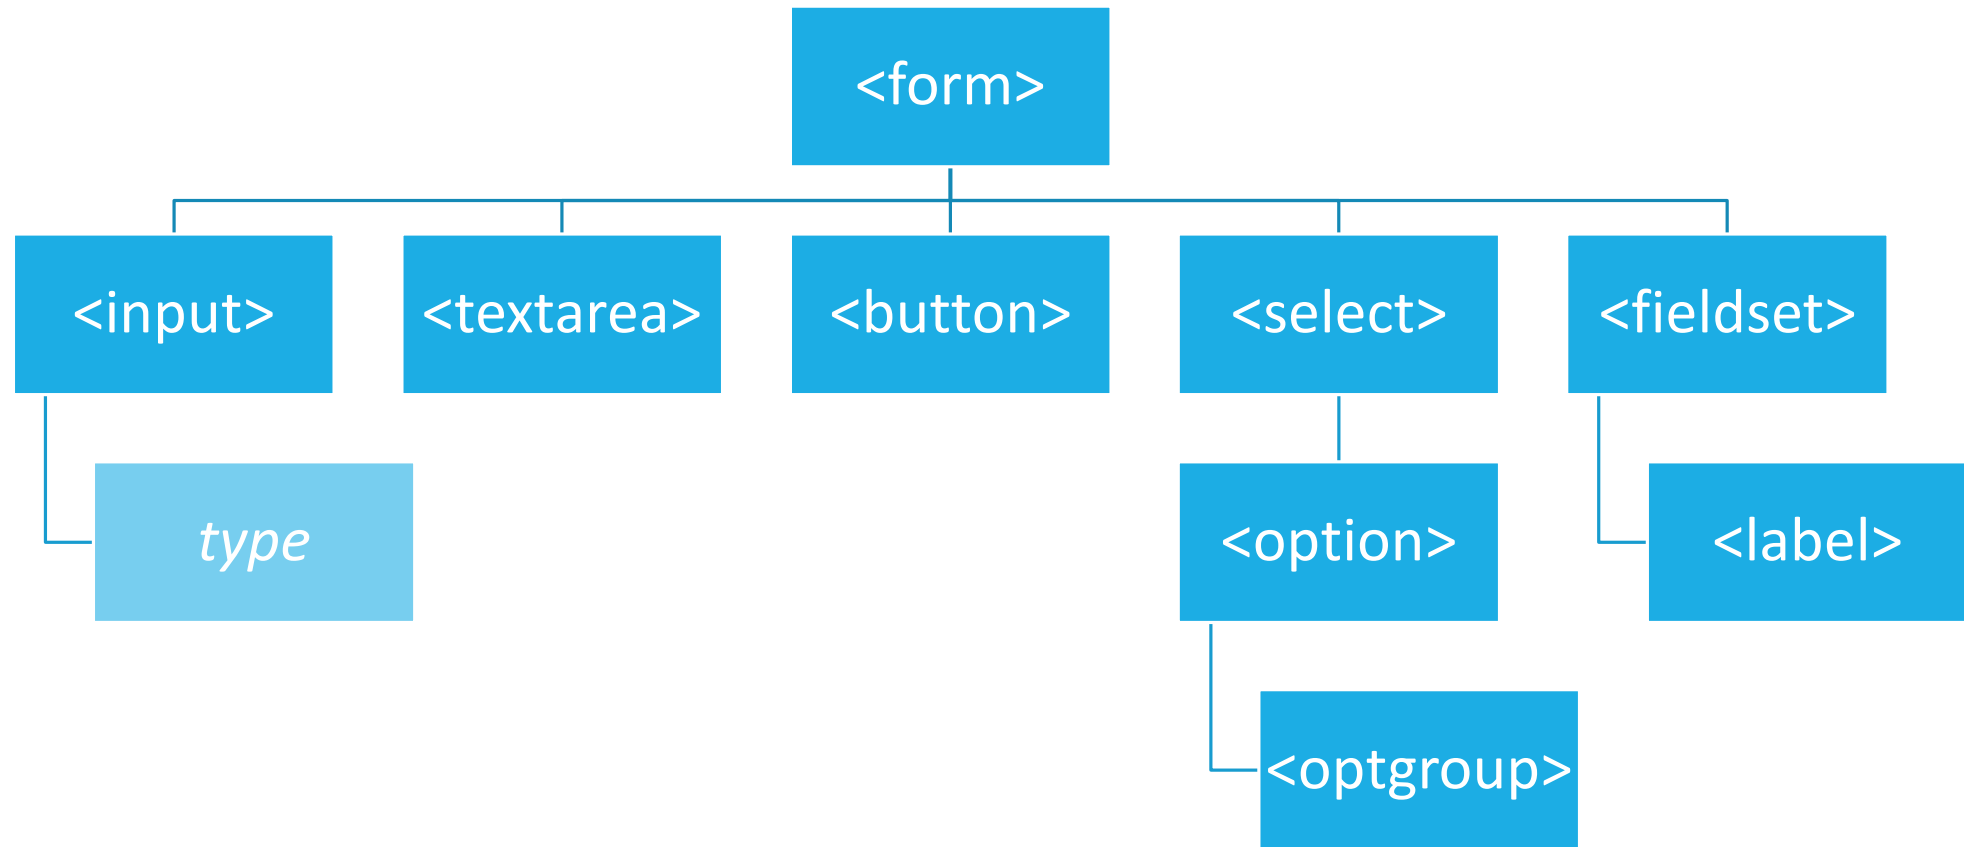 <form>
<input>
<textarea>
<button>
<select>
<fieldset>
type
<option>
<label>
<optgroup>